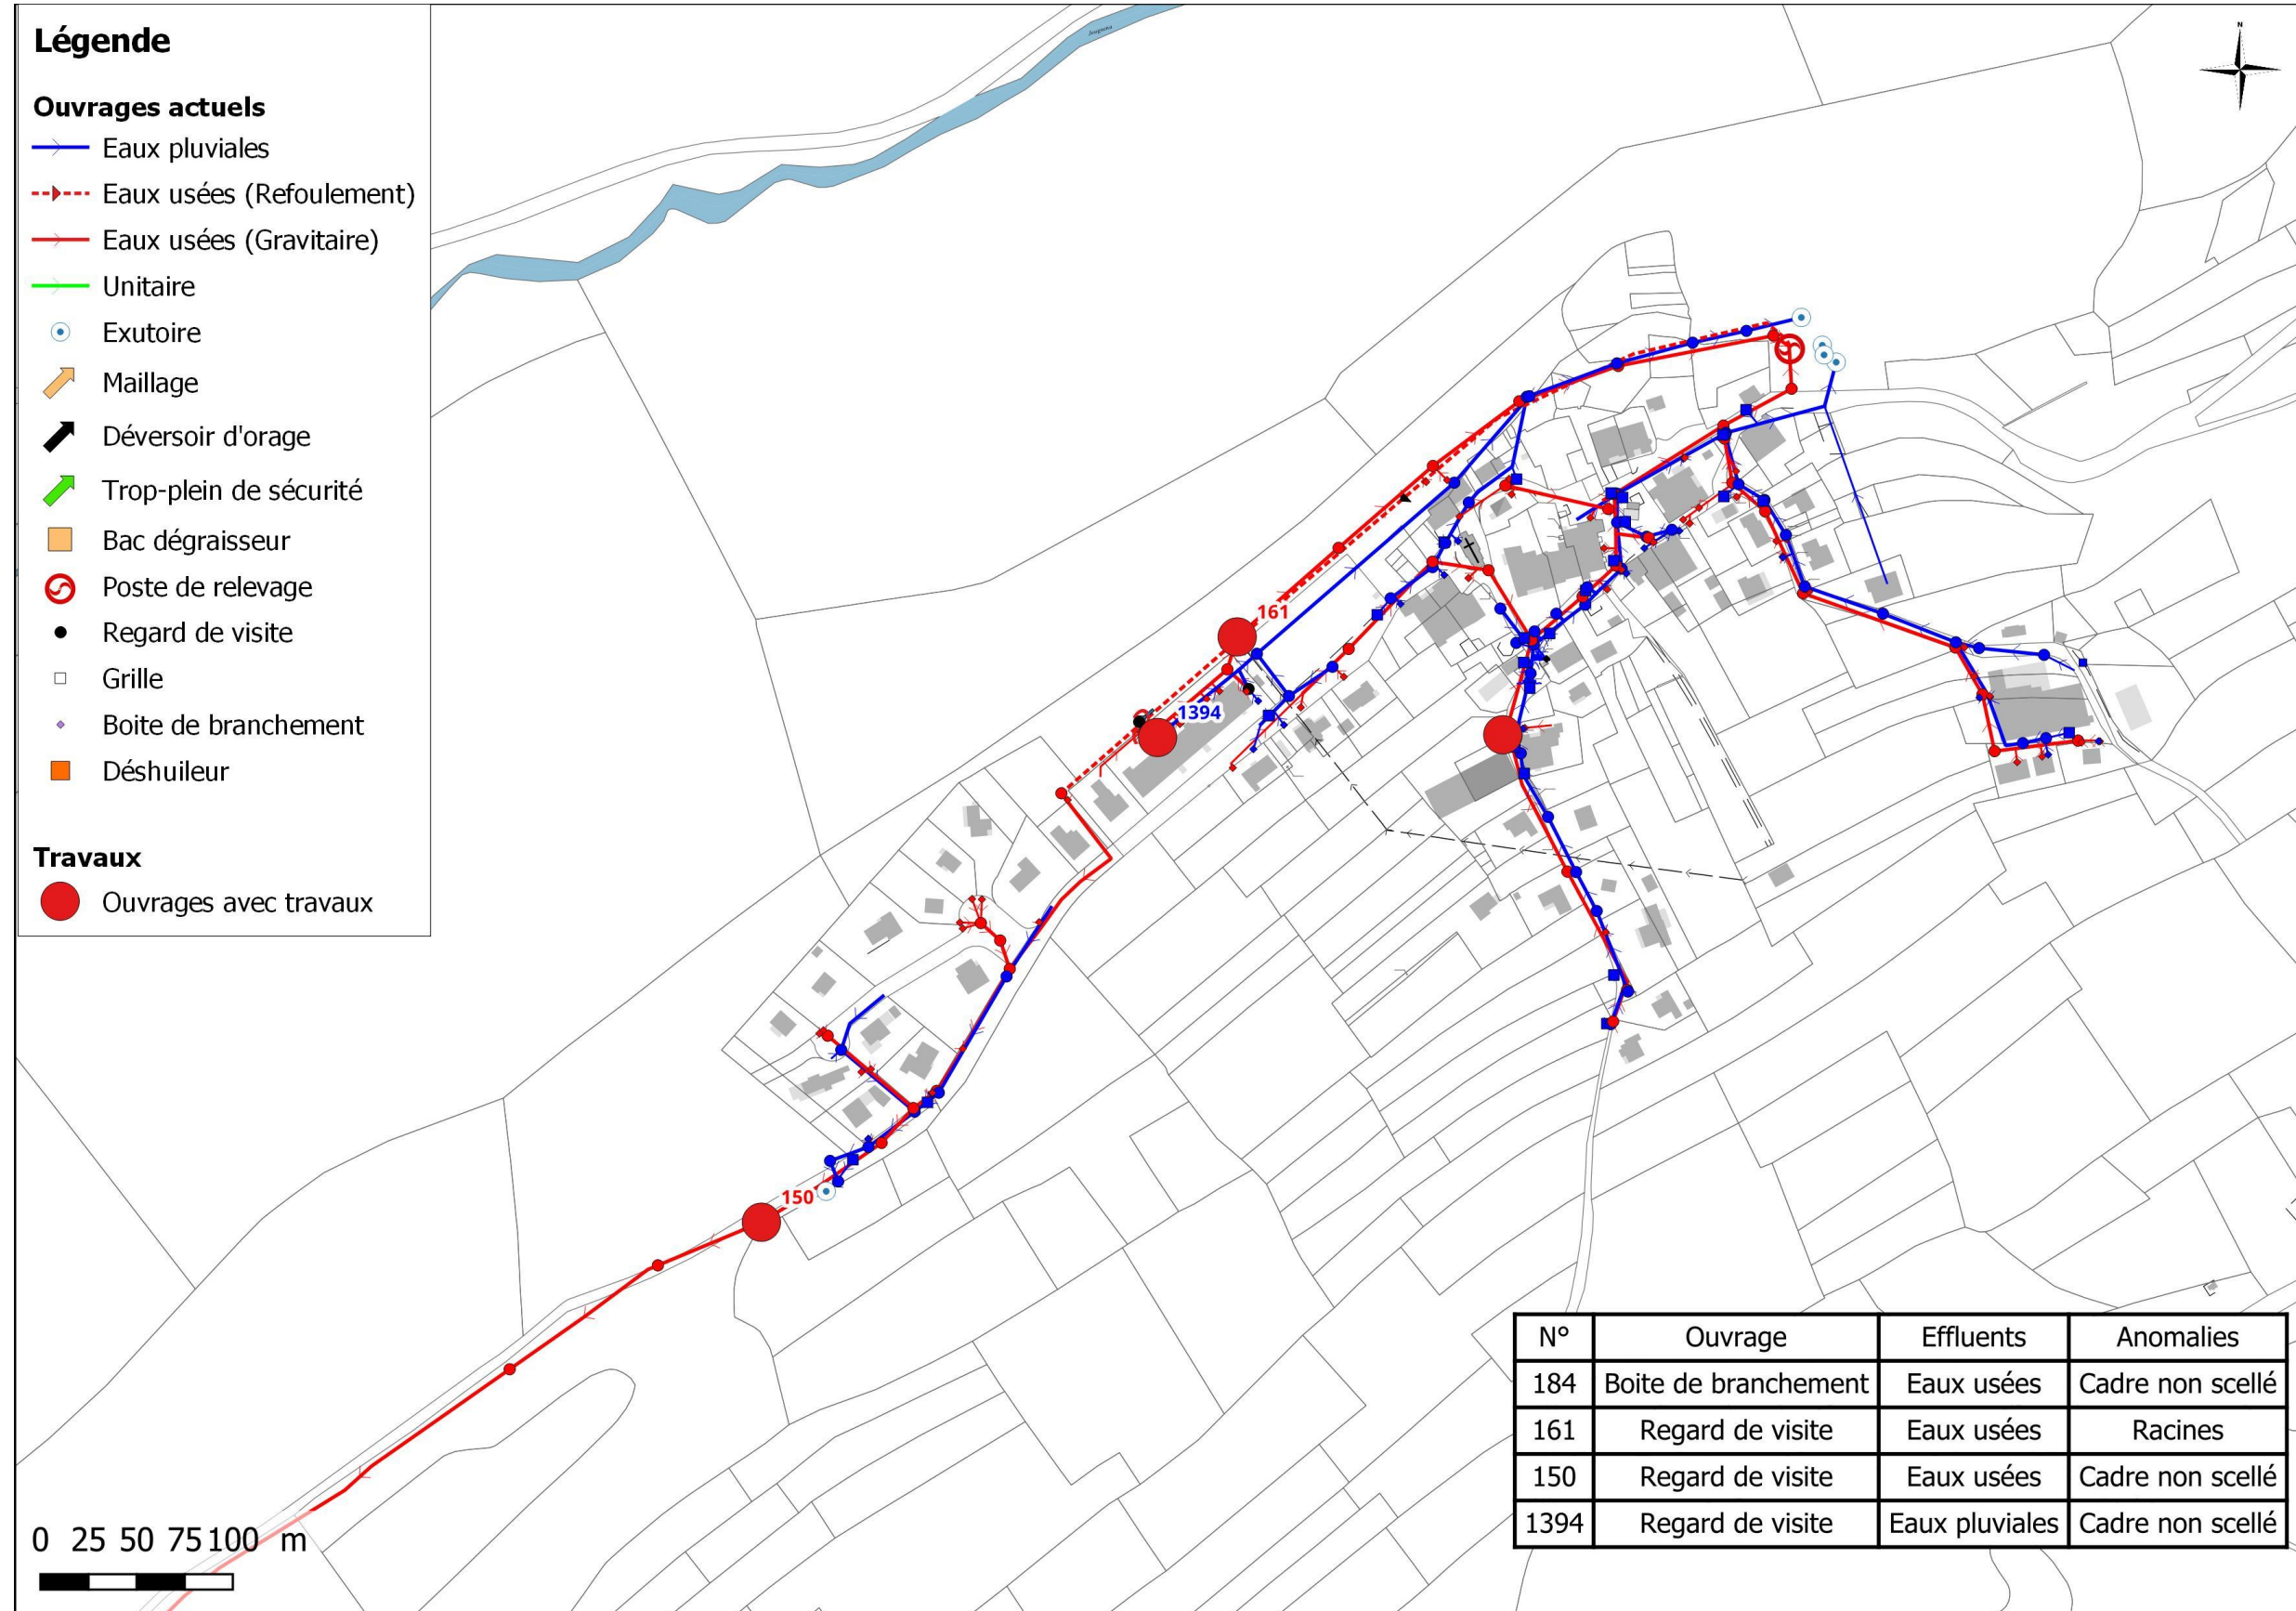 Légende
Ouvrages actuels
Eaux pluviales
Eaux usées (Refoulement)
Eaux usées (Gravitaire)
Unitaire
Exutoire
Maillage
Déversoir d'orage
Trop-plein de sécurité
Bac dégraisseur
Poste de relevage
Regard de visite
Grille
Boite de branchement
Déshuileur
Travaux
Ouvrages avec travaux
N
161
1394
150
0 25 50 75 100 m
N° Ouvrage Effluents Anomalies
184 Boite de branchement Eaux usées Cadre non scellé
161 Regard de visite Eaux usées Racines
150 Regard de visite Eaux usées Cadre non scellé
1394 Regard de visite Eaux pluviales Cadre non scellé